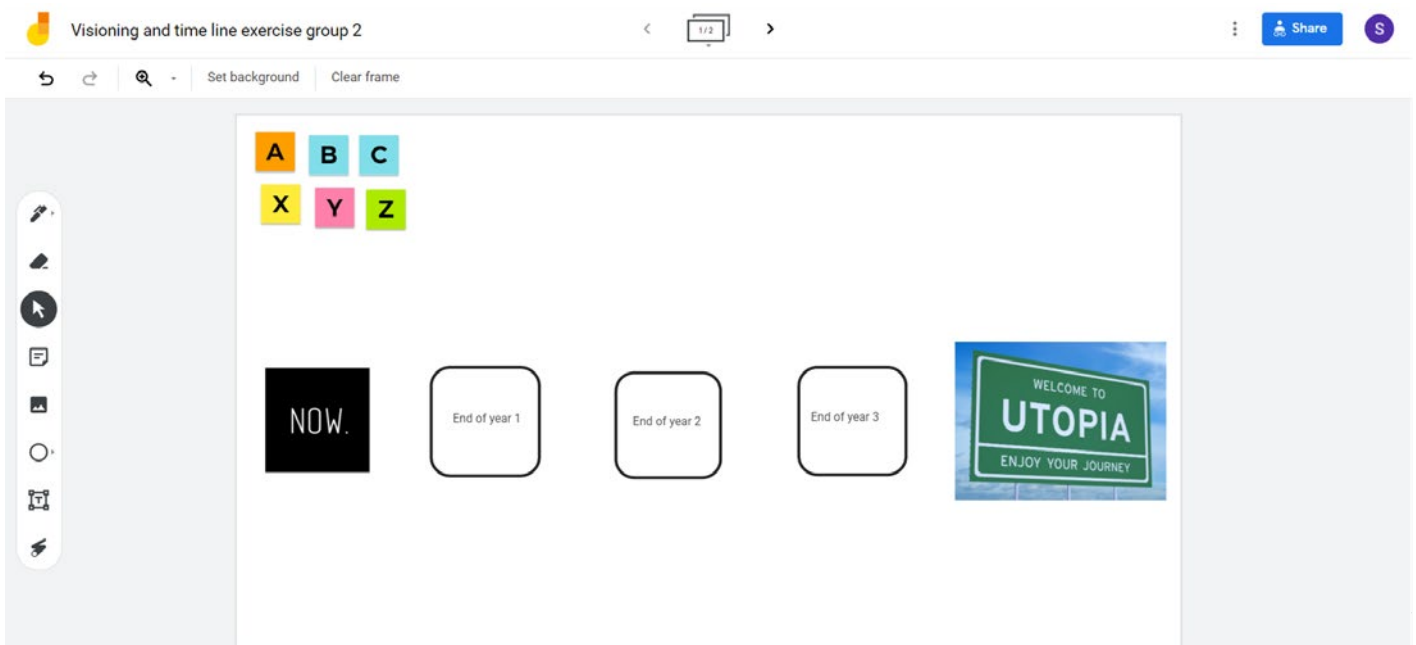 Visioning and time line exercise group 2
1/2
Share
S
Set background
Clear frame
A B C
X Y Z
NOW.
End of year 1
End of year 2
End of year 3
WELCOME TO
UTOPIA
ENJOY YOUR JOURNEY